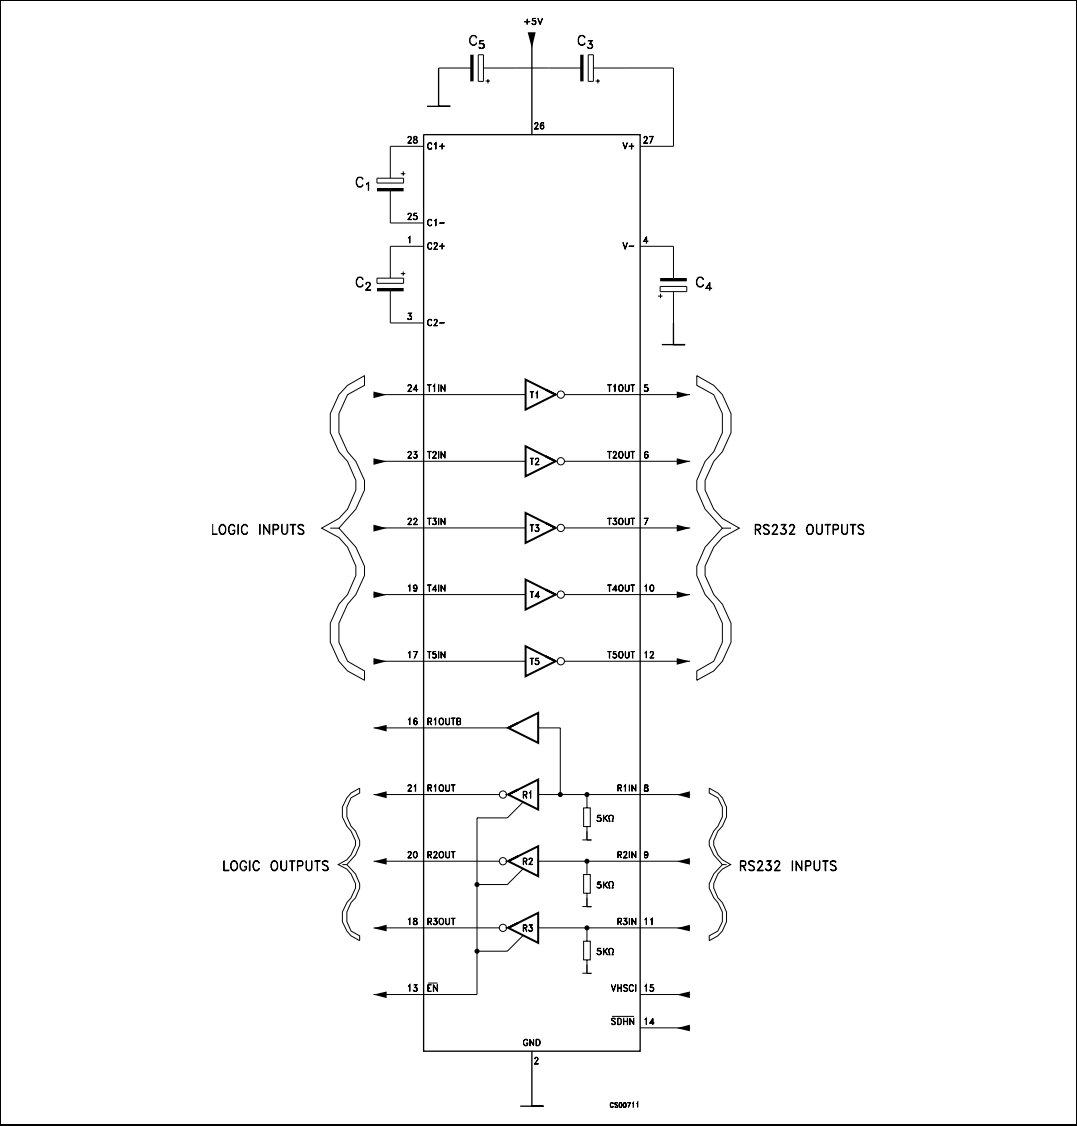 +5V
C5
C3
26
28 C1+ V+ 27
C1
25 C1-
1 C2+ V- 4
C2
C4
3 C2-
24 T1IN T1 T1OUT 5
23 T2IN T2 T2OUT 6
LOGIC INPUTS
22 T3IN T3 T3OUT 7
RS232 OUTPUTS
19 T4IN T4 T4OUT 10
17 T5IN T5 T5OUT 12
16 R1OUTB
21 R1OUT R1 R1IN 8
5KΩ
20 R2OUT R2 R2IN 9
LOGIC OUTPUTS
RS232 INPUTS
5KΩ
18 R3OUT R3 R3IN 11
5KΩ
13 EN VHSCI 15
SDHN 14
GND
2
CS00711